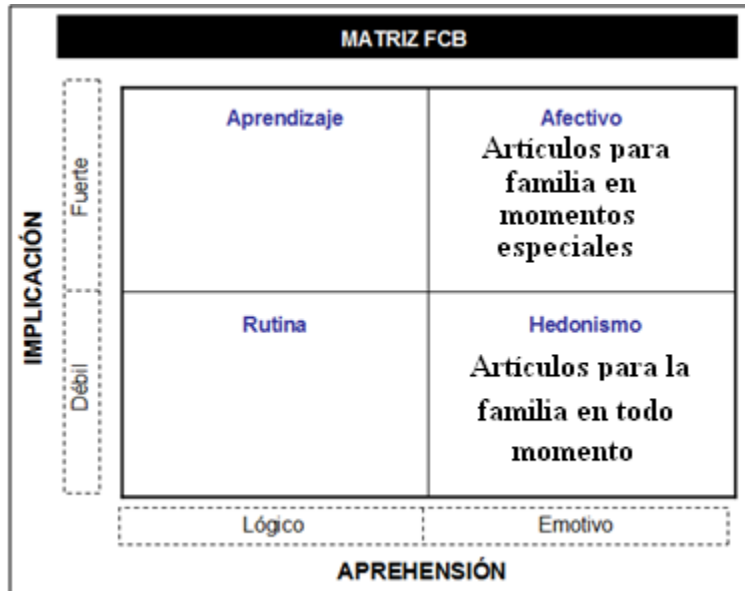 MATRIZ FCB
IMPLICACIÓN
Fuerte
Débil
Aprendizaje
Afectivo
Artículos para
familia en
momentos
especiales
Rutina
Hedonismo
Artículos para la
familia en todo
momento
Lógico
Emotivo
APREHENSIÓN